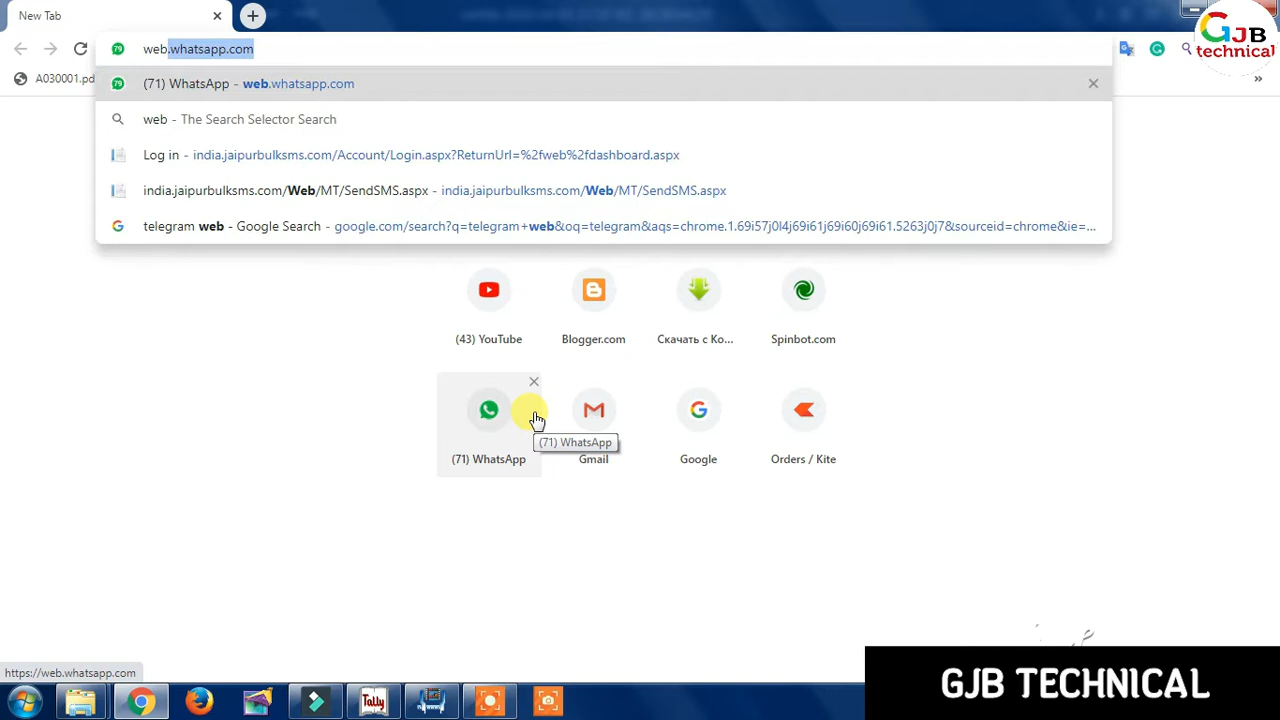 New Tab
GJB
technical
web.whatsapp.com
A030001.pd
»
(71) WhatsApp - web.whatsapp.com
web - The Search Selector Search
Log in - india.jaipurbulksms.com/Account/Login.aspx?ReturnUrl=%2fweb%2fdashboard.aspx
india.jaipurbulksms.com/Web/MT/SendSMS.aspx - india.jaipurbulksms.com/Web/MT/SendSMS.aspx
telegram web - Google Search - google.com/search?q=telegram+web&oq=telegram&aqs=chrome.1.69i57j0l4j69i61j69i60j69i61.5263j0j7&sourceid=chrome&ie=...
(43) YouTube
Blogger.com
Скачать с Ко...
Spinbot.com
(71) WhatsApp
(71) WhatsApp
Gmail
Google
Orders / Kite
https://web.whatsapp.com
Tally
GJB TECHNICAL